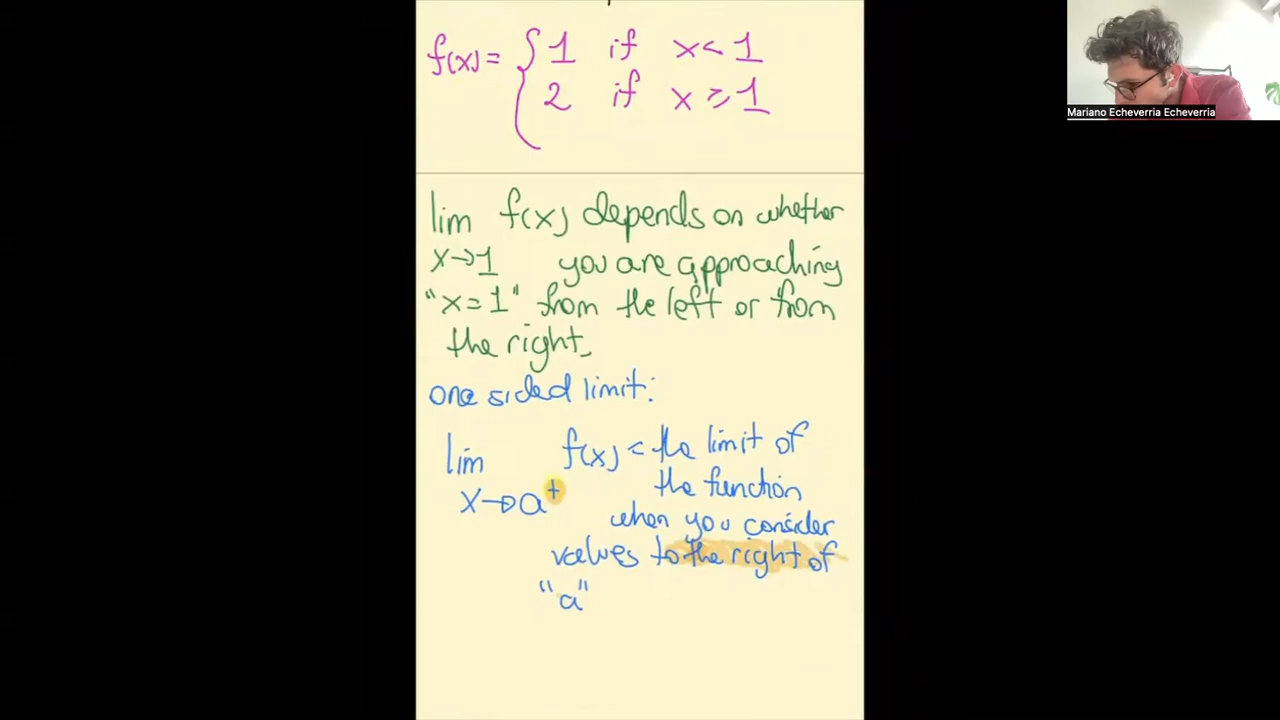 f(x) = { 1 if x < 1
2 if x ≥ 1
lim f(x) depends on whether
x→1 you are approaching
"x = 1" from the left or from
the right.
one sided limit:
lim f(x) = the limit of
x→a⁺ the function
when you consider
values to the right of
"a"
Mariano Echeverria Echeverria